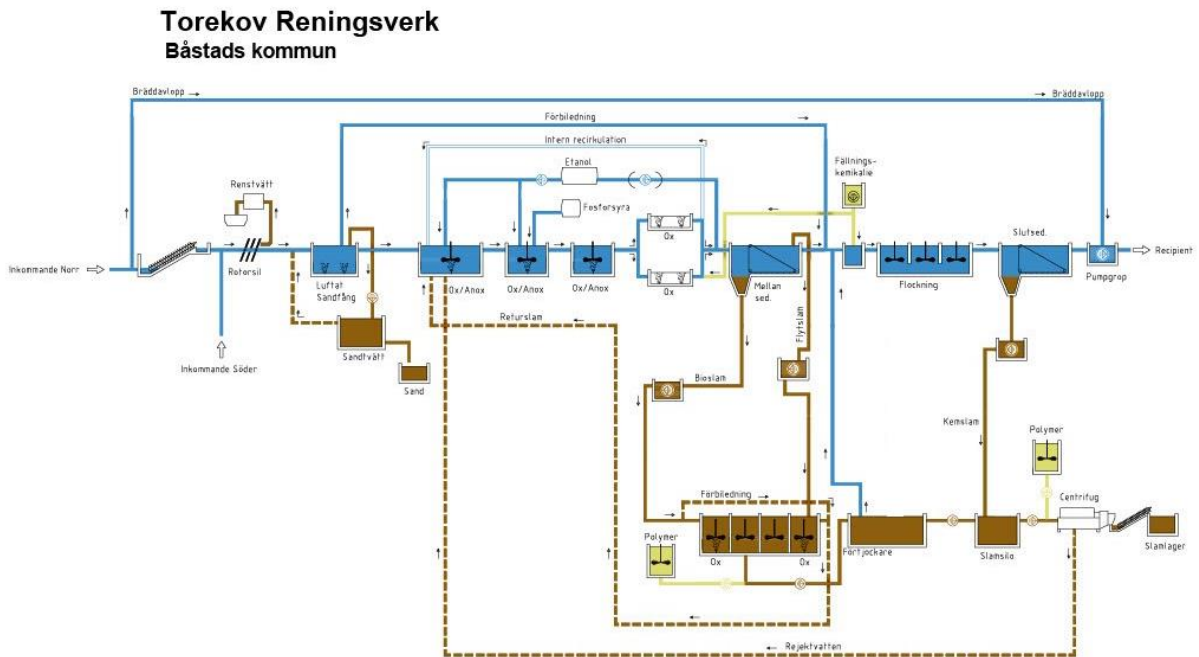 Torekov Reningsverk
Båstads kommun
Bräddavlopp
Bräddavlopp
Förbiledning
Intern recirkulation
Etanol
Fällnings-
kemikalie
Renstvätt
Fosforsyra
Ox
Slutsed.
Inkommande Norr
Recipient
Rotorsil
Luftat
Sandfång
Ox/Anox
Ox/Anox
Ox/Anox
Ox
Mellan
sed.
Flockning
Pumpgrop
Returslam
Flytslam
Inkommande Söder
Sandtvätt
Sand
Bioslam
Kemslam
Polymer
Förbiledning
Centrifug
Polymer
Ox
Ox
Förtjockare
Slamsilo
Slamlager
Rejektvatten